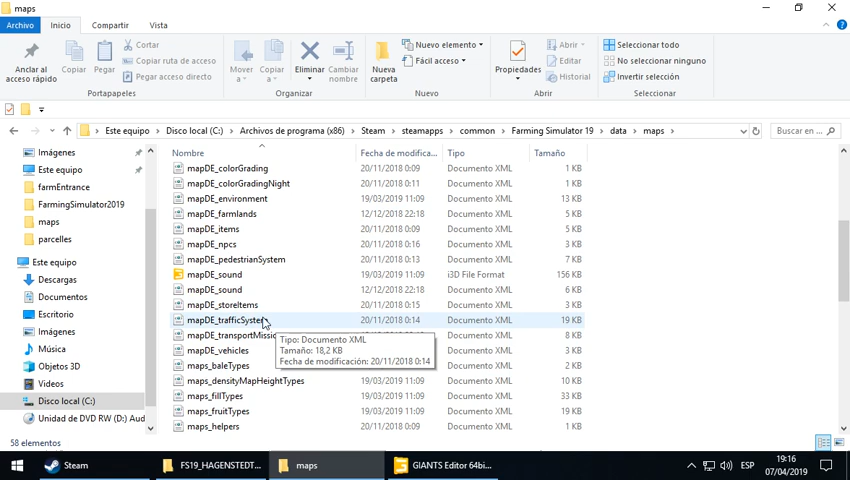 maps
Archivo Inicio Compartir Vista
Anclar al acceso rápido
Copiar
Pegar
Cortar
Copiar ruta de acceso
Pegar acceso directo
Portapapeles
Mover a
Copiar a
Eliminar
Cambiar nombre
Organizar
Nueva carpeta
Nuevo elemento
Fácil acceso
Nuevo
Propiedades
Abrir
Editar
Historial
Abrir
Seleccionar todo
No seleccionar ninguno
Invertir selección
Seleccionar
Este equipo > Disco local (C:) > Archivos de programa (x86) > Steam > steamapps > common > Farming Simulator 19 > data > maps >
Buscar en ...
Imágenes
Este equipo
farmEntrance
FarmingSimulator2019
maps
parcelles
Este equipo
Descargas
Documentos
Escritorio
Imágenes
Música
Objetos 3D
Videos
Disco local (C:)
Unidad de DVD RW (D:) Aud
Nombre Fecha de modifica... Tipo Tamaño
mapDE_colorGrading 20/11/2018 0:09 Documento XML 1 KB
mapDE_colorGradingNight 20/11/2018 0:11 Documento XML 1 KB
mapDE_environment 19/03/2019 11:09 Documento XML 13 KB
mapDE_farmlands 12/12/2018 22:18 Documento XML 5 KB
mapDE_items 20/11/2018 0:09 Documento XML 5 KB
mapDE_npcs 20/11/2018 0:16 Documento XML 3 KB
mapDE_pedestrianSystem 20/11/2018 0:13 Documento XML 7 KB
mapDE_sound 19/03/2019 11:09 i3D File Format 156 KB
mapDE_sound 12/12/2018 22:18 Documento XML 6 KB
mapDE_storeItems 20/11/2018 0:15 Documento XML 3 KB
mapDE_trafficSystem 20/11/2018 0:14 Documento XML 19 KB
mapDE_transportMissio 20/11/2018 0:09 Documento XML 8 KB
mapDE_vehicles Documento XML 3 KB
maps_baleTypes Documento XML 2 KB
maps_densityMapHeightTypes 19/03/2019 11:09 Documento XML 10 KB
maps_fillTypes 19/03/2019 11:09 Documento XML 33 KB
maps_fruitTypes 19/03/2019 11:09 Documento XML 19 KB
maps_helpers 20/11/2018 0:09 Documento XML 1 KB
Tipo: Documento XML
Tamaño: 18,2 KB
Fecha de modificación: 20/11/2018 0:14
58 elementos
Steam
FS19_HAGENSTEDT...
maps
GIANTS Editor 64bi...
ESP
19:16
07/04/2019